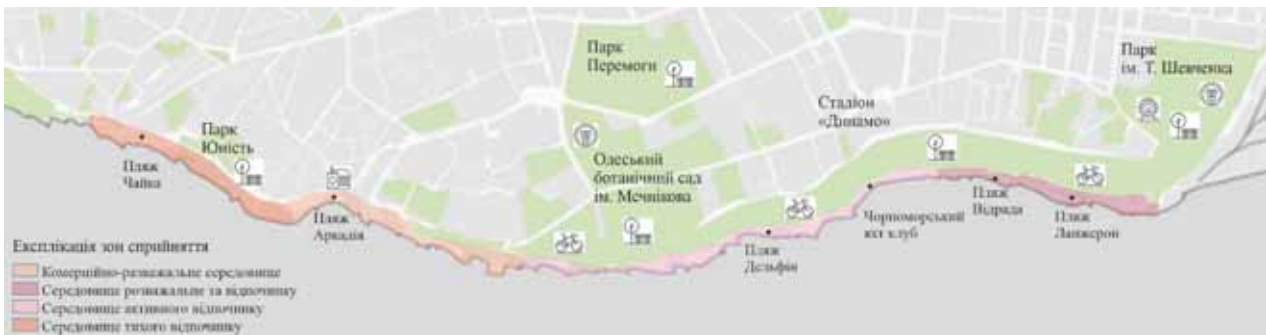 Парк
Перемоги
Парк
ім. Т. Шевченка
Стадіон
«Динамо»
Парк
Юність
Пляж
Чайка
Одеський
ботанічний сад
ім. Мечнікова
Пляж
Аркадія
Чорноморський
яхт клуб
Пляж
Відрада
Пляж
Ланжерон
Пляж
Дельфін
Експлікація зон сприйняття
Комерційно-розважальне середовище
Середовище розважальне та відпочинку
Середовище активного відпочинку
Середовище тихого відпочинку